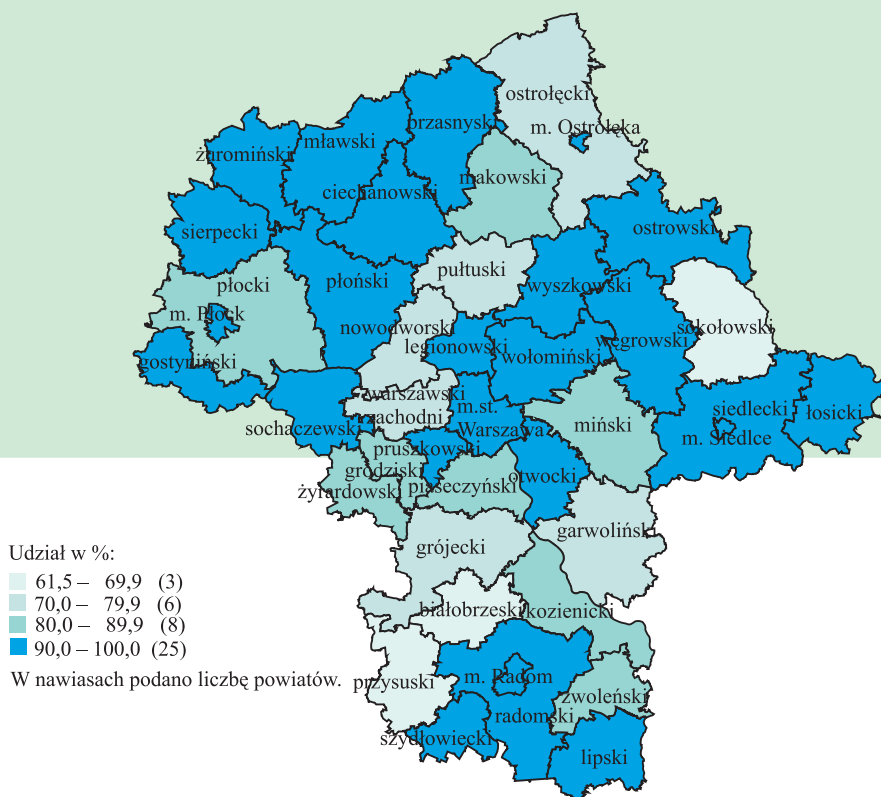 ostrołęcki
m. Ostrołęka
przasnyski
mławski
żuromiński
makowski
ciechanowski
sierpecki
ostrowski
pułtuski
płocki
płoński
wyszkowski
m. Płock
nowodworski
sokołowski
legionowski
wołomiński
węgrowski
gostyniński
warszawski
zachodni
m.st.
Warszawa
siedlecki
łosicki
sochaczewski
miński
m. Siedlce
pruszkowski
grodziski
otwocki
żyrardowski
piaseczyński
garwoliński
grójecki
Udział w %:
61,5 – 69,9 (3)
70,0 – 79,9 (6)
80,0 – 89,9 (8)
90,0 – 100,0 (25)
W nawiasach podano liczbę powiatów.
białobrzeski
kozienicki
przysuski
m. Radom
zwoleński
radomski
szydłowiecki
lipski